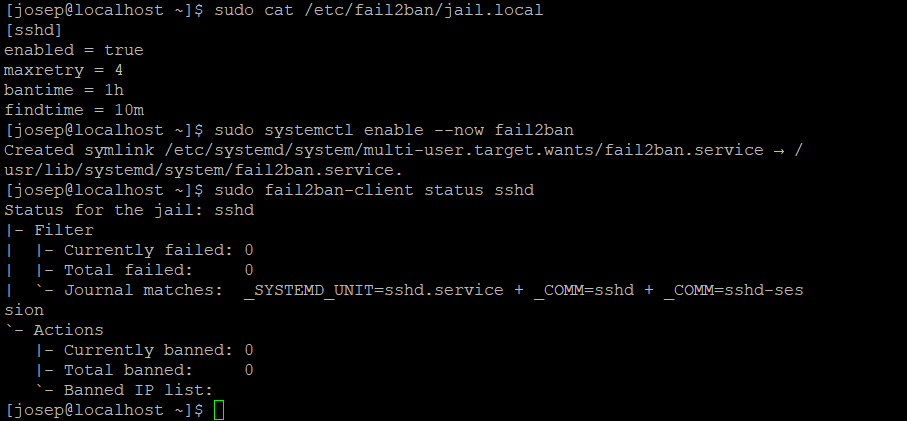 [josep@localhost ~]$ sudo cat /etc/fail2ban/jail.local
[sshd]
enabled = true
maxretry = 4
bantime = 1h
findtime = 10m
[josep@localhost ~]$ sudo systemctl enable --now fail2ban
Created symlink /etc/systemd/system/multi-user.target.wants/fail2ban.service → /
usr/lib/systemd/system/fail2ban.service.
[josep@localhost ~]$ sudo fail2ban-client status sshd
Status for the jail: sshd
|- Filter
|  |- Currently failed: 0
|  |- Total failed:     0
|  `- Journal matches:  _SYSTEMD_UNIT=sshd.service + _COMM=sshd + _COMM=sshd-ses
sion
`- Actions
   |- Currently banned: 0
   |- Total banned:     0
   `- Banned IP list:
[josep@localhost ~]$